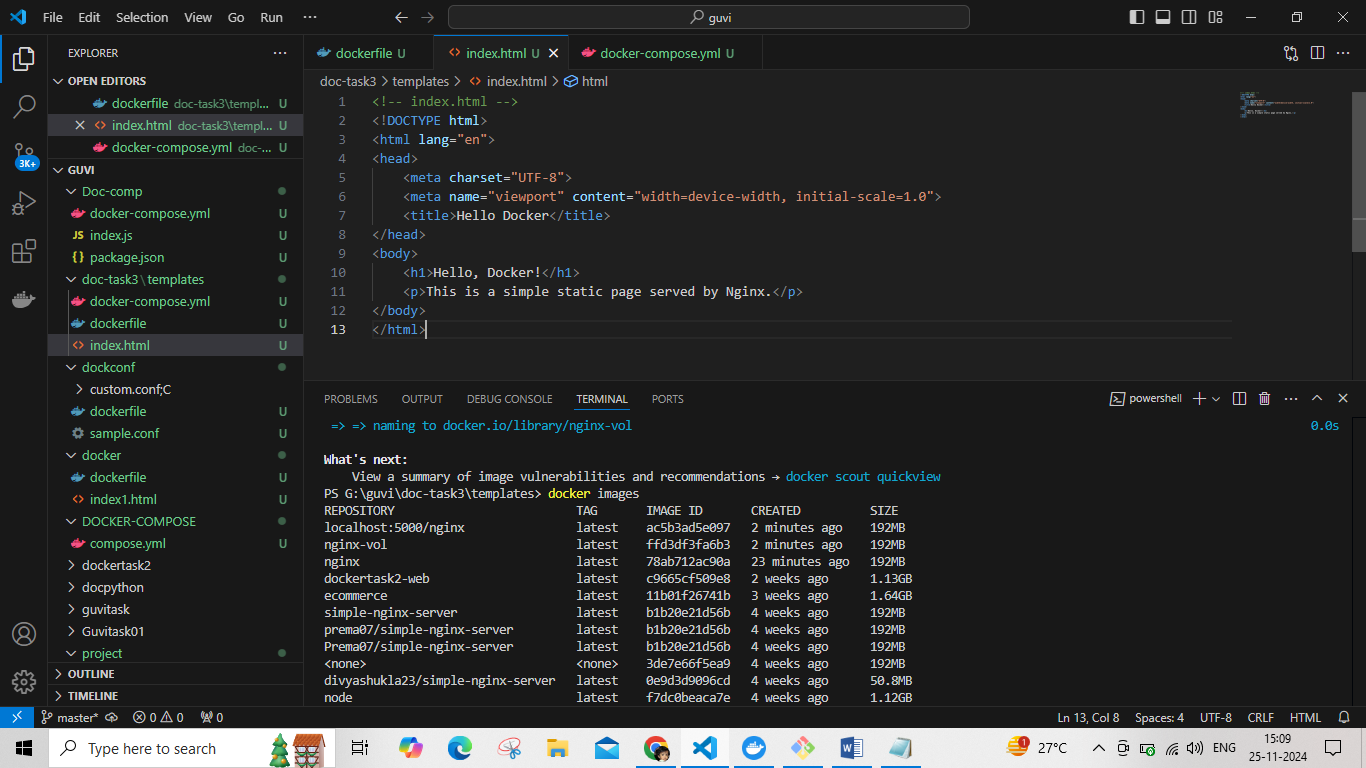 File Edit Selection View Go Run ··· guvi
EXPLORER ···
OPEN EDITORS
dockerfile doc-task3\templ... U
index.html doc-task3\templ... U
docker-compose.yml doc-... U
3K+
GUVI
Doc-comp
docker-compose.yml U
JS index.js U
{} package.json U
doc-task3\templates
docker-compose.yml U
dockerfile U
<> index.html U
dockconf
custom.conf;C
dockerfile U
sample.conf U
docker
dockerfile U
<> index1.html U
DOCKER-COMPOSE
compose.yml U
dockertask2
docpython
guvitask
Guvitask01
project
OUTLINE
TIMELINE
dockerfile U <> index.html U docker-compose.yml U
doc-task3 > templates > <> index.html > html
1 <!-- index.html -->
2 <!DOCTYPE html>
3 <html lang="en">
4 <head>
5 <meta charset="UTF-8">
6 <meta name="viewport" content="width=device-width, initial-scale=1.0">
7 <title>Hello Docker</title>
8 </head>
9 <body>
10 <h1>Hello, Docker!</h1>
11 <p>This is a simple static page served by Nginx.</p>
12 </body>
13 </html>
PROBLEMS OUTPUT DEBUG CONSOLE TERMINAL PORTS powershell
=> => naming to docker.io/library/nginx-vol 0.0s
What's next:
View a summary of image vulnerabilities and recommendations → docker scout quickview
PS G:\guvi\doc-task3\templates> docker images
REPOSITORY TAG IMAGE ID CREATED SIZE
localhost:5000/nginx latest ac5b3ad5e097 2 minutes ago 192MB
nginx-vol latest ffd3df3fa6b3 2 minutes ago 192MB
nginx latest 78ab712ac90a 23 minutes ago 192MB
dockertask2-web latest c9665cf509e8 2 weeks ago 1.13GB
ecommerce latest 11b01f26741b 3 weeks ago 1.64GB
simple-nginx-server latest b1b20e21d56b 4 weeks ago 192MB
prema07/simple-nginx-server latest b1b20e21d56b 4 weeks ago 192MB
Prema07/simple-nginx-server latest b1b20e21d56b 4 weeks ago 192MB
<none> <none> 3de7e66f5ea9 4 weeks ago 192MB
divyashukla23/simple-nginx-server latest 0e9d3d9096cd 4 weeks ago 50.8MB
node latest f7dc0beaca7e 4 weeks ago 1.12GB
master* 0 0 0 Ln 13, Col 8 Spaces: 4 UTF-8 CRLF HTML
Type here to search 1 27°C ENG 15:09
25-11-2024